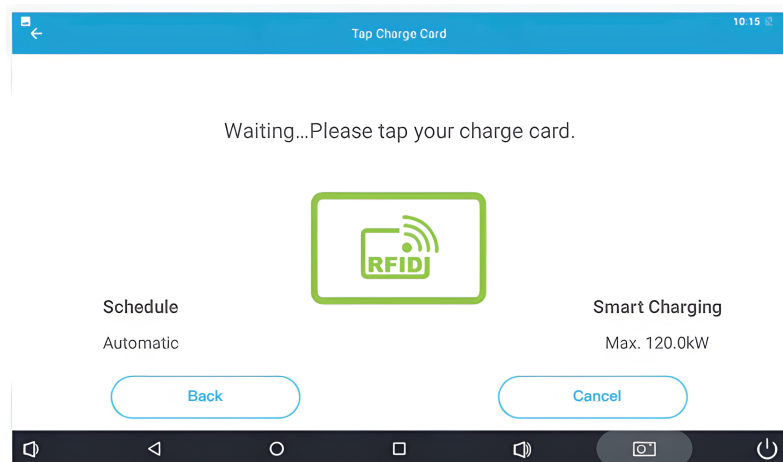 Tap Charge Card
10:15
Waiting...Please tap your charge card.
RFID
Schedule
Smart Charging
Automatic
Max. 120.0kW
Back
Cancel